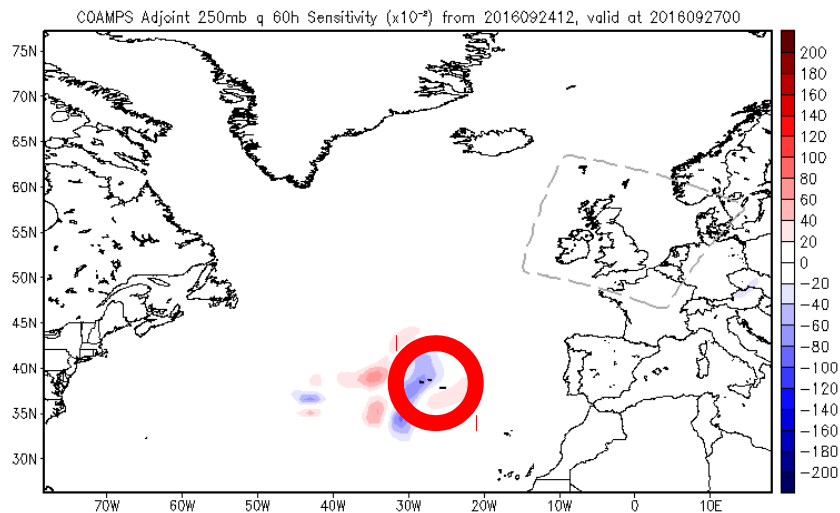 COAMPS Adjoint 250mb q 60h Sensitivity (x10⁻²) from 2016092412, valid at 2016092700
75N
70N
65N
60N
55N
50N
45N
40N
35N
30N
70W
60W
50W
40W
30W
20W
10W
0
10E
200
180
160
140
120
100
80
60
40
20
0
-20
-40
-60
-80
-100
-120
-140
-160
-180
-200